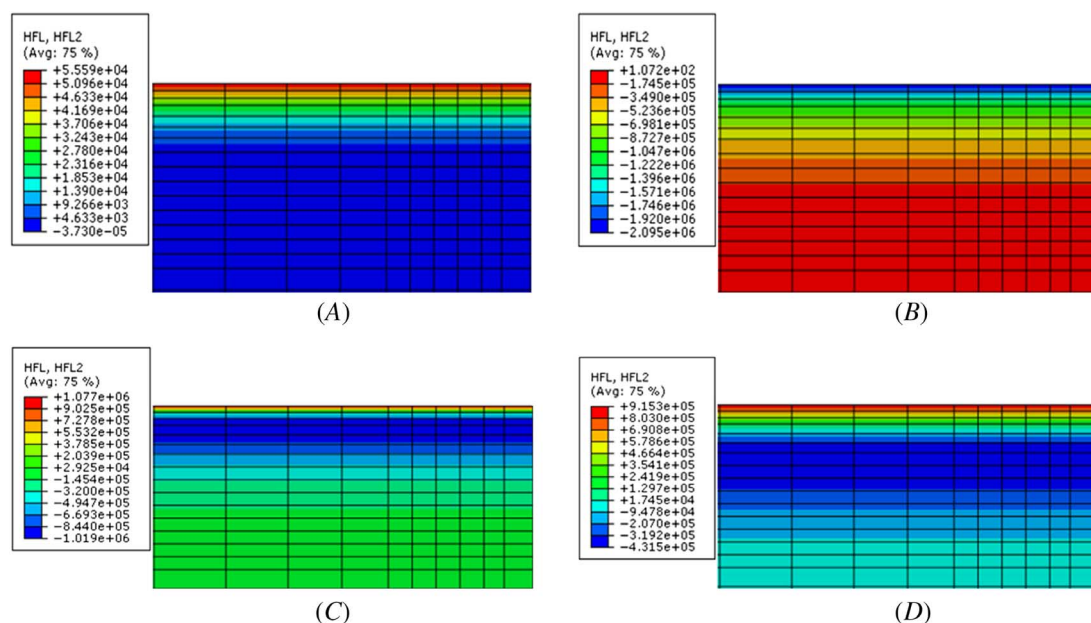 HFL, HFL2
(Avg: 75 %)
+5.559e+04
+5.096e+04
+4.633e+04
+4.169e+04
+3.706e+04
+3.243e+04
+2.780e+04
+2.316e+04
+1.853e+04
+1.390e+04
+9.266e+03
+4.633e+03
-3.730e-05
(A)
HFL, HFL2
(Avg: 75 %)
+1.072e+02
-1.745e+05
-3.490e+05
-5.236e+05
-6.981e+05
-8.727e+05
-1.047e+06
-1.222e+06
-1.396e+06
-1.571e+06
-1.746e+06
-1.920e+06
-2.095e+06
(B)
HFL, HFL2
(Avg: 75 %)
+1.077e+06
+9.025e+05
+7.278e+05
+5.532e+05
+3.785e+05
+2.039e+05
+2.925e+04
-1.454e+05
-3.200e+05
-4.947e+05
-6.693e+05
-8.440e+05
-1.019e+06
(C)
HFL, HFL2
(Avg: 75 %)
+9.153e+05
+8.030e+05
+6.908e+05
+5.786e+05
+4.664e+05
+3.541e+05
+2.419e+05
+1.297e+05
+1.745e+04
-9.478e+04
-2.070e+05
-3.192e+05
-4.315e+05
(D)